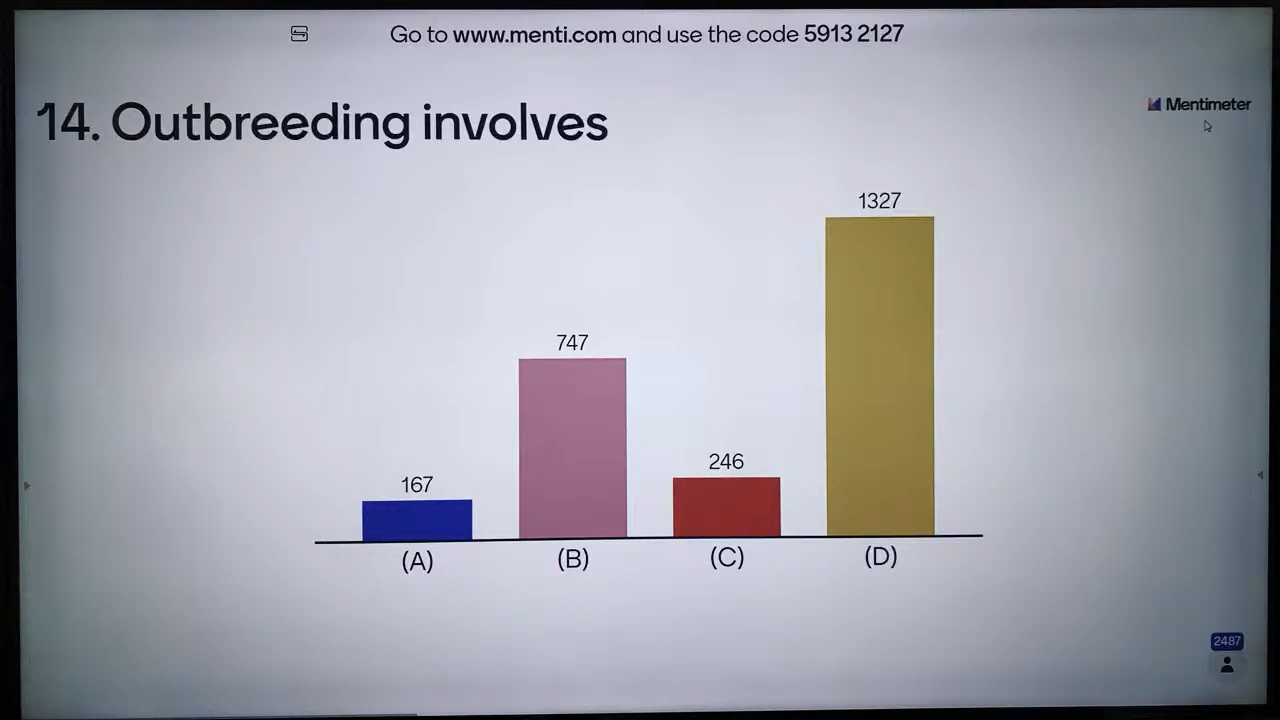 Go to www.menti.com and use the code 5913 2127
Mentimeter
14. Outbreeding involves
1327
747
246
167
(A) (B) (C) (D)
2487